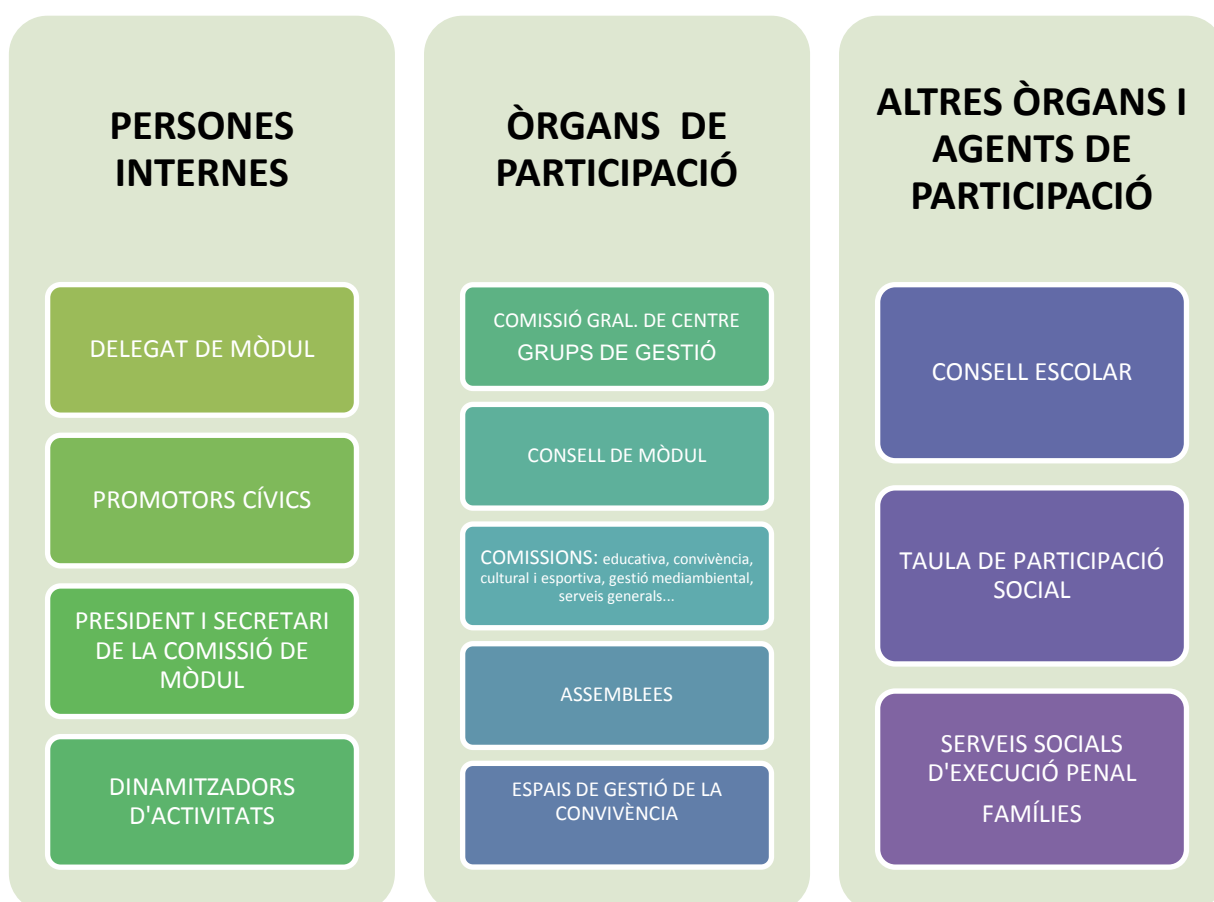 PERSONES
INTERNES
DELEGAT DE MÒDUL
PROMOTORS CÍVICS
PRESIDENT I SECRETARI
DE LA COMISSIÓ DE
MÒDUL
DINAMITZADORS
D'ACTIVITATS
ÒRGANS DE
PARTICIPACIÓ
COMISSIÓ GRAL. DE CENTRE
GRUPS DE GESTIÓ
CONSELL DE MÒDUL
COMISSIONS: educativa, convivència,
cultural i esportiva, gestió mediambiental,
serveis generals...
ASSEMBLEES
ESPAIS DE GESTIÓ DE LA
CONVIVÈNCIA
ALTRES ÒRGANS I
AGENTS DE
PARTICIPACIÓ
CONSELL ESCOLAR
TAULA DE PARTICIPACIÓ
SOCIAL
SERVEIS SOCIALS
D'EXECUCIÓ PENAL
FAMÍLIES